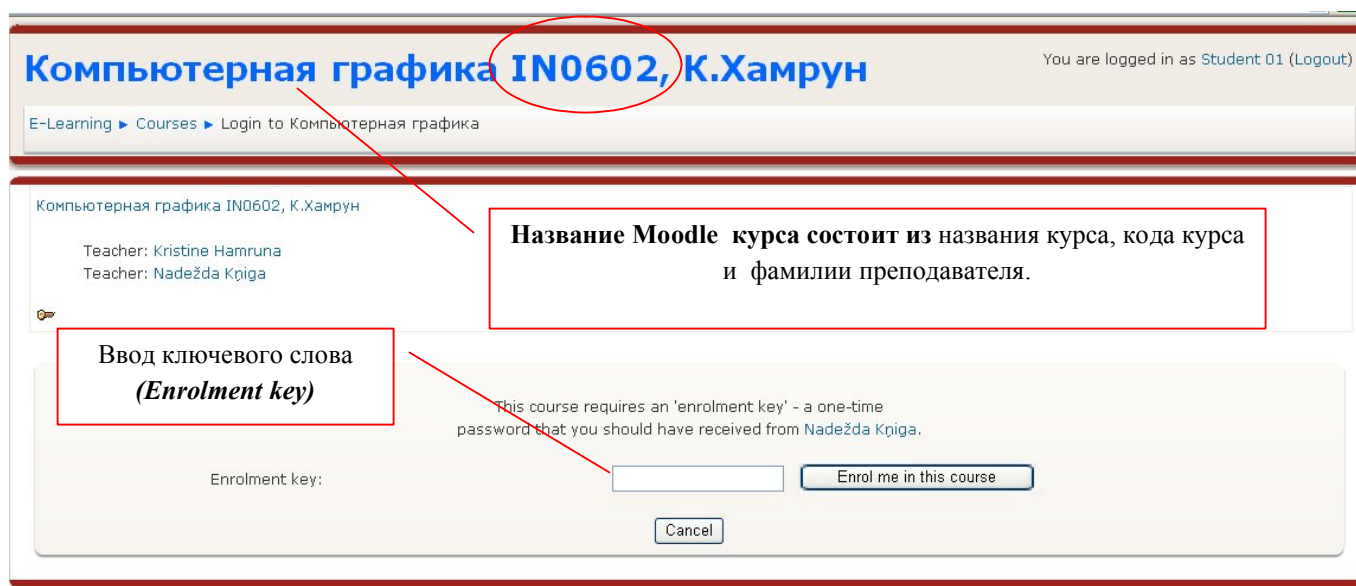 Компьютерная графика IN0602, К.Хамрун
You are logged in as Student 01 (Logout)
E-Learning ► Courses ► Login to Компьютерная графика
Компьютерная графика IN0602, К.Хамрун
Teacher: Kristine Hamruna
Teacher: Nadežda Kņiga
Название Moodle курса состоит из названия курса, кода курса
и фамилии преподавателя.
Ввод ключевого слова
(Enrolment key)
This course requires an 'enrolment key' - a one-time
password that you should have received from Nadežda Kņiga.
Enrolment key:
Enrol me in this course
Cancel